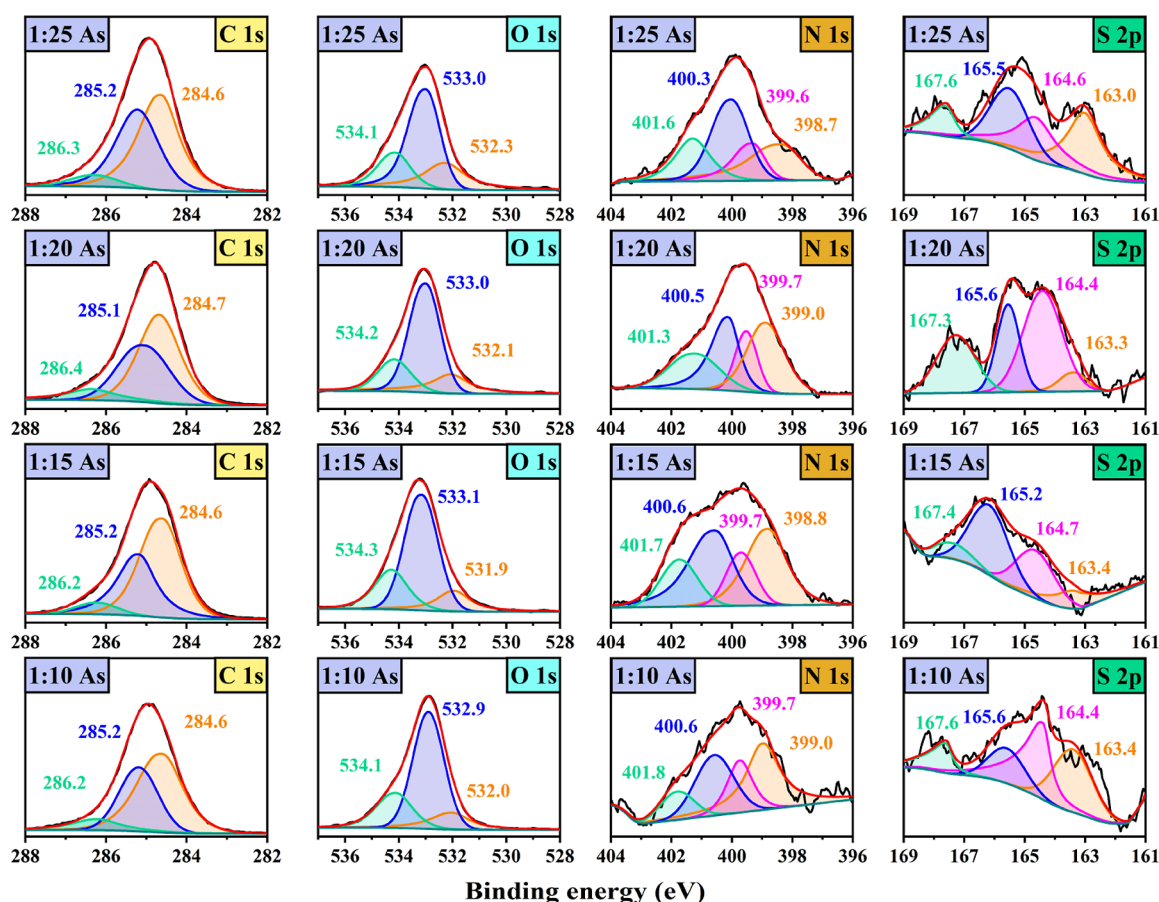 1:25 As C 1s
285.2
284.6
286.3
288 286 284 282
1:25 As O 1s
533.0
534.1
532.3
536 534 532 530 528
1:25 As N 1s
400.3
399.6
401.6
398.7
404 402 400 398 396
1:25 As S 2p
167.6
165.5
164.6
163.0
169 167 165 163 161
1:20 As C 1s
285.1
284.7
286.4
288 286 284 282
1:20 As O 1s
533.0
534.2
532.1
536 534 532 530 528
1:20 As N 1s
399.7
400.5
399.0
401.3
404 402 400 398 396
1:20 As S 2p
165.6
164.4
167.3
163.3
169 167 165 163 161
1:15 As C 1s
285.2
284.6
286.2
288 286 284 282
1:15 As O 1s
533.1
534.3
531.9
536 534 532 530 528
1:15 As N 1s
400.6
399.7
398.8
401.7
404 402 400 398 396
1:15 As S 2p
165.2
167.4
164.7
163.4
169 167 165 163 161
1:10 As C 1s
285.2
284.6
286.2
288 286 284 282
1:10 As O 1s
532.9
534.1
532.0
536 534 532 530 528
1:10 As N 1s
399.7
400.6
399.0
401.8
404 402 400 398 396
1:10 As S 2p
167.6
165.6
164.4
163.4
169 167 165 163 161
Binding energy (eV)